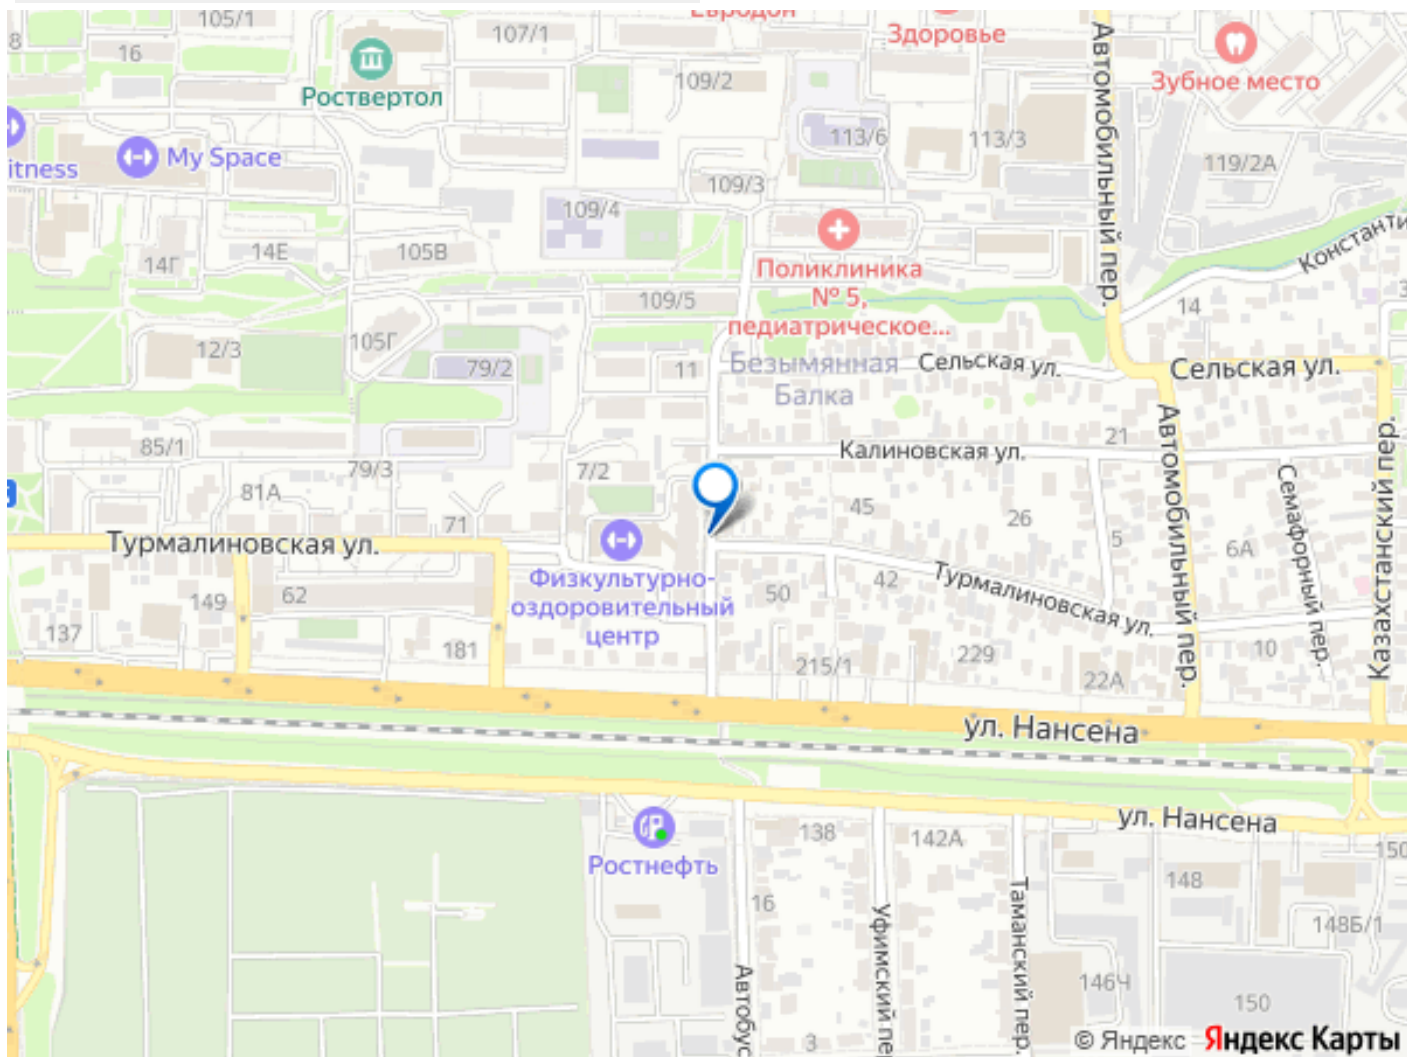 105/1
107/1
Здоровье
8
16
109/2
Зубное место
Роствертол
Автомобильный пер.
113/6
113/3
My Space
itness
119/2А
109/3
109/4
14Е
105В
14Г
Поликлиника
№ 5,
педиатрическое...
Константи
109/5
14
105Г
12/3
79/2
11
Безымянная
Балка
Сельская ул.
Сельская ул.
85/1
79/3
7/2
Калиновская ул.
21
Автомобильный пер.
Казахстанский пер.
Семафорный пер.
81А
71
45
26
5
6А
Турмалиновская ул.
Физкультурно-
оздоровительный
центр
50
42
Турмалиновская ул.
62
149
137
181
215/1
229
22А
10
ул. Нансена
ул. Нансена
Ростнефть
138
142А
16
Уфимский пе
Таманский пер.
Автобус
148
150
148Б/1
146Ч
150
3
© Яндекс
Яндекс Карты